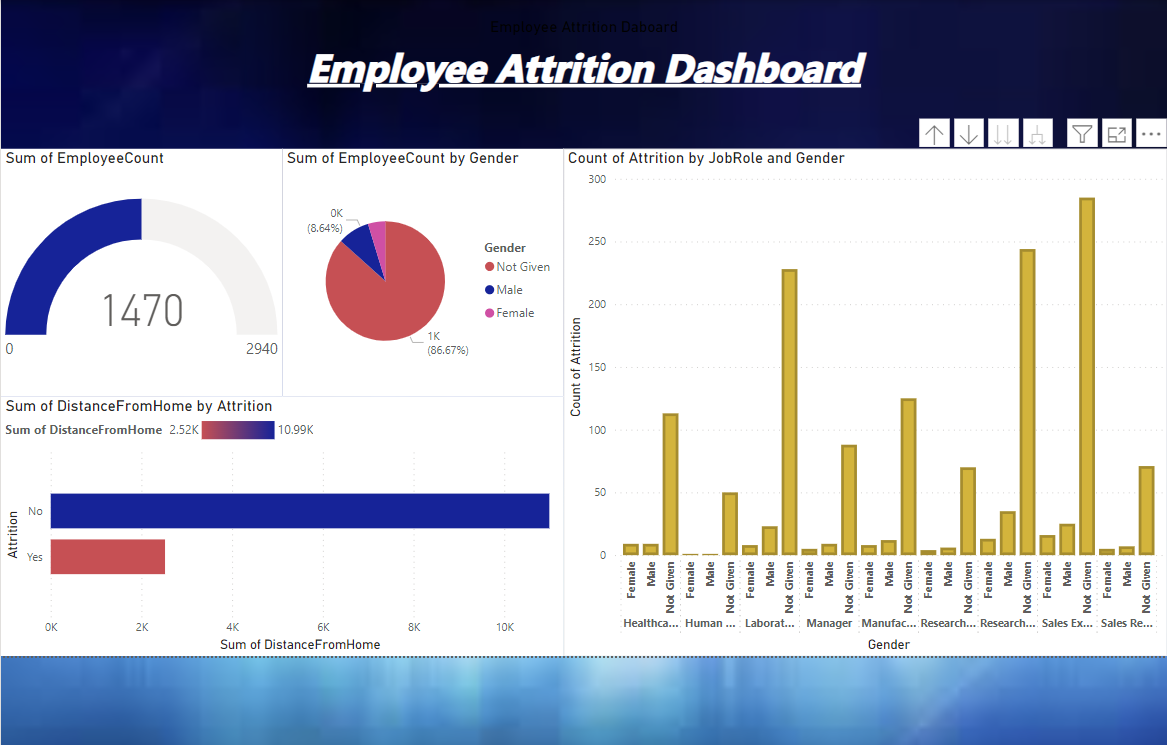 Employee Attrition Daboard
Employee Attrition Dashboard
Sum of EmployeeCount
1470
0
2940
Sum of EmployeeCount by Gender
0K
(8.64%)
1K
(86.67%)
Gender
Not Given
Male
Female
Sum of DistanceFromHome by Attrition
Sum of DistanceFromHome 2.52K 10.99K
Attrition
No
Yes
0K 2K 4K 6K 8K 10K
Sum of DistanceFromHome
Count of Attrition by JobRole and Gender
Count of Attrition
300
250
200
150
100
50
0
Female Male Not Given Female Male Not Given Female Male Not Given Female Male Not Given Female Male Not Given Female Male Not Given Female Male Not Given Female Male Not Given Female Male Not Given
Healthca... Human ... Laborat... Manager Manufac... Research... Research... Sales Ex... Sales Re...
Gender